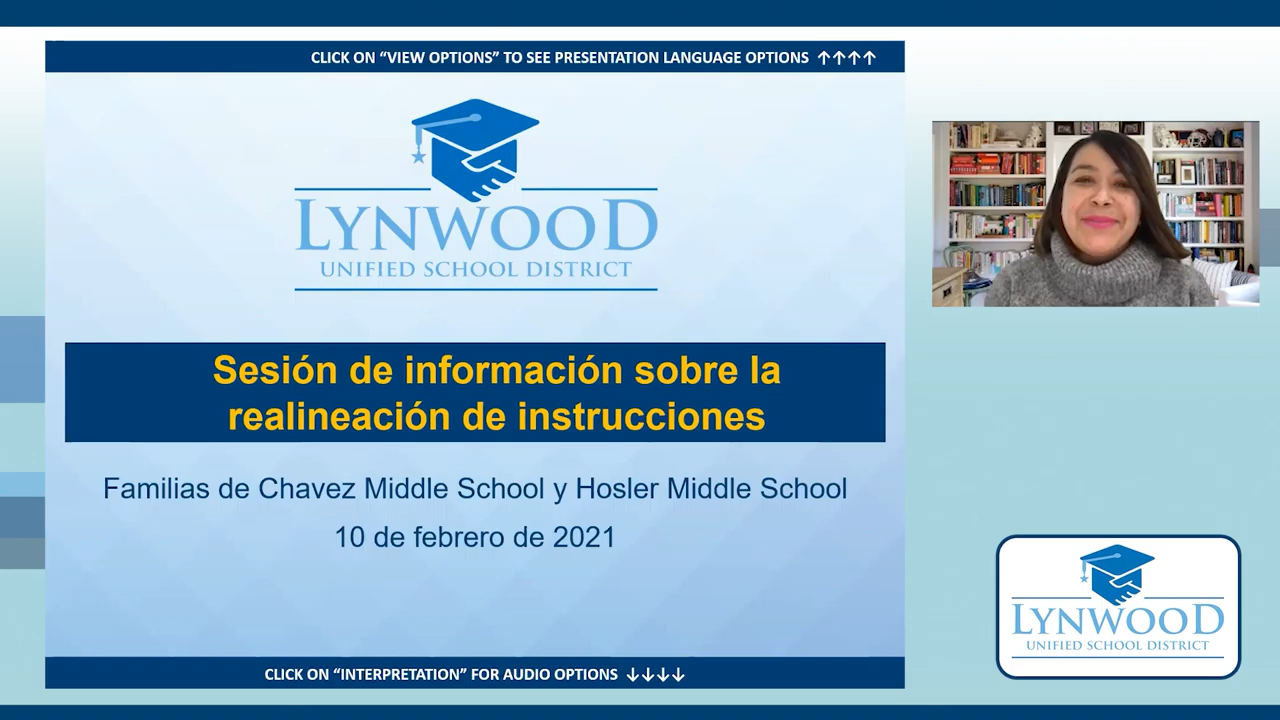 CLICK ON “VIEW OPTIONS” TO SEE PRESENTATION LANGUAGE OPTIONS ↑↑↑↑
LYNWOOD
UNIFIED SCHOOL DISTRICT
Sesión de información sobre la
realineación de instrucciones
Familias de Chavez Middle School y Hosler Middle School
10 de febrero de 2021
CLICK ON “INTERPRETATION” FOR AUDIO OPTIONS ↓↓↓↓
LYNWOOD
UNIFIED SCHOOL DISTRICT